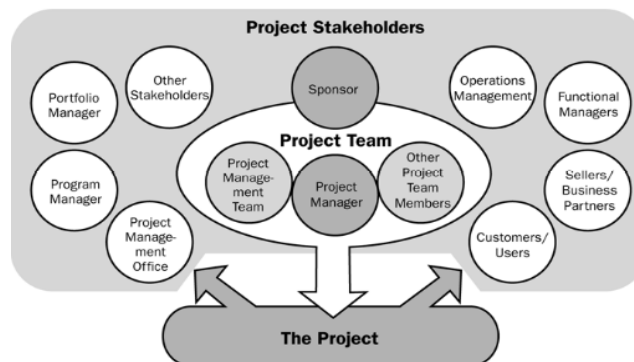 Project Stakeholders
Other
Stakeholders
Sponsor
Operations
Management
Portfolio
Manager
Functional
Managers
Project Team
Project
Manage-
ment
Team
Project
Manager
Other
Project
Team
Members
Program
Manager
Sellers/
Business
Partners
Project
Manage-
ment
Office
Customers/
Users
The Project